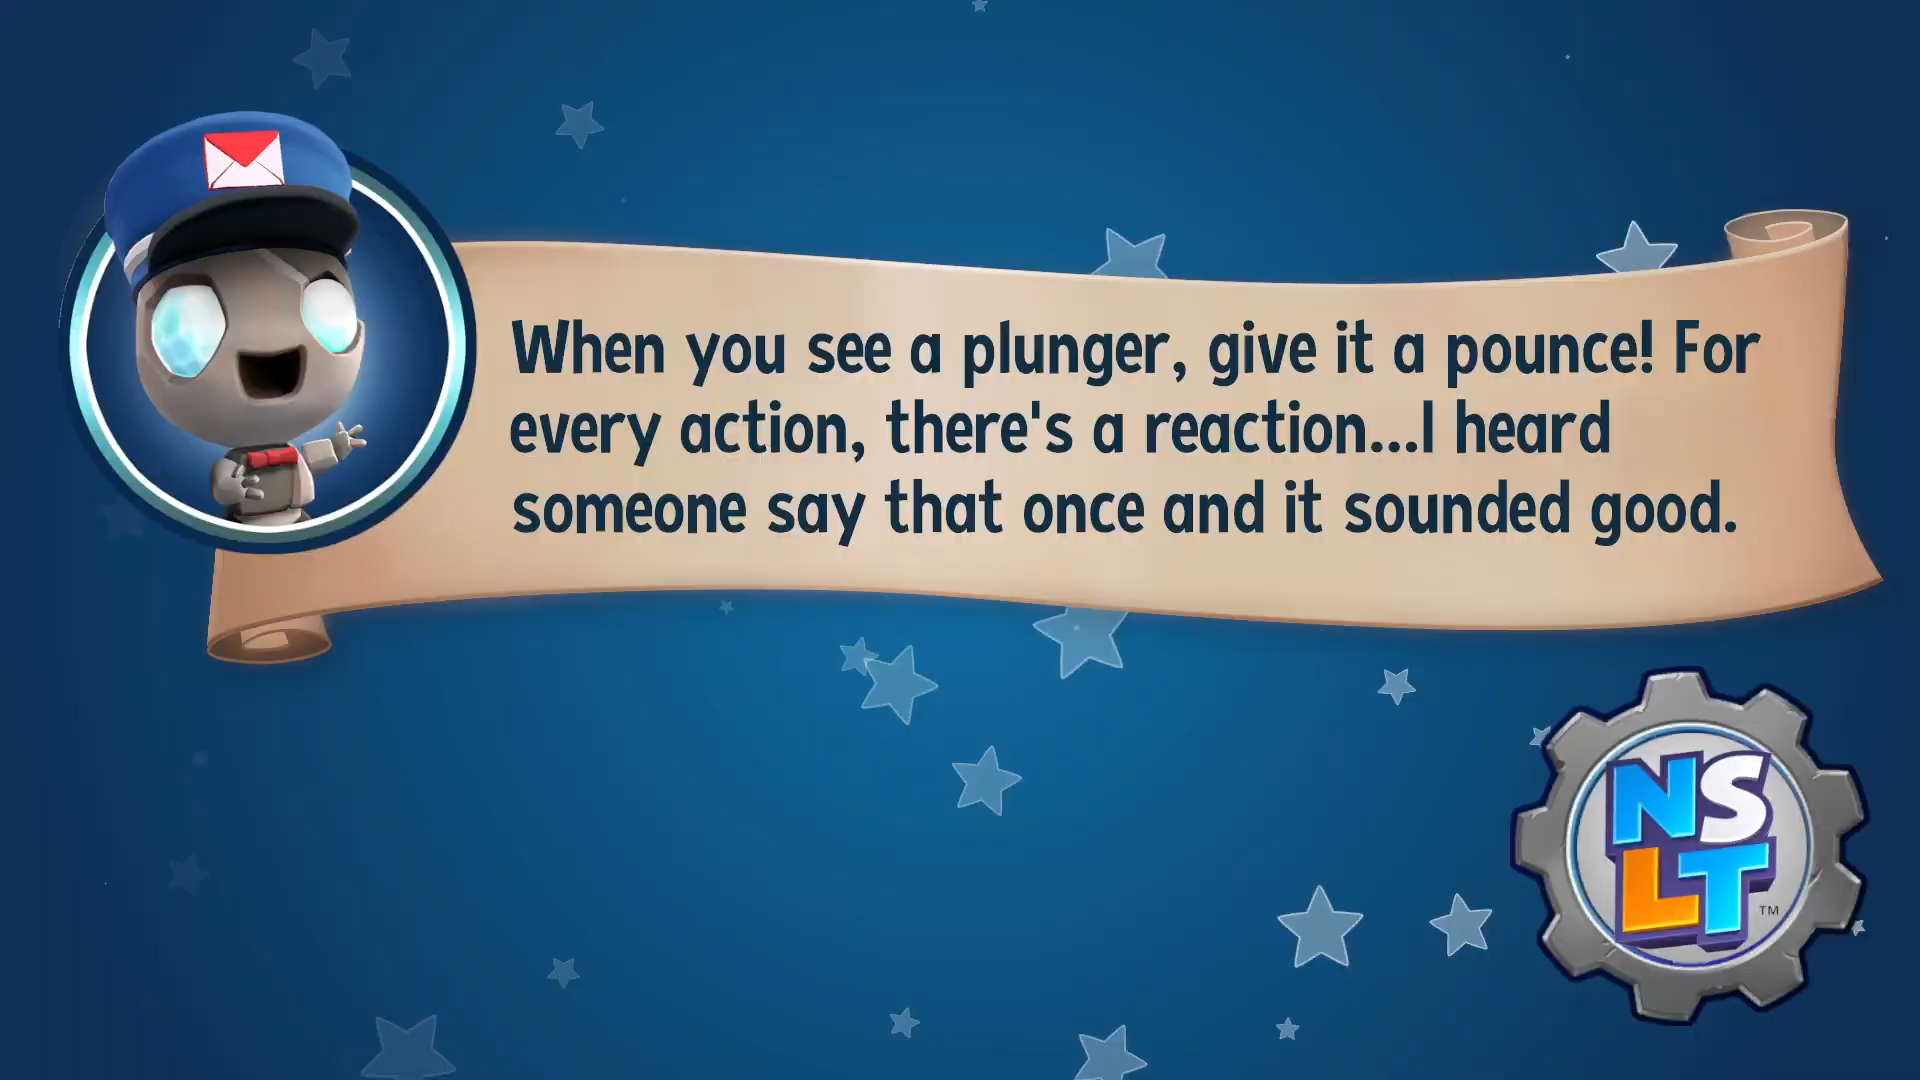 When you see a plunger, give it a pounce! For
every action, there's a reaction...I heard
someone say that once and it sounded good.
NS
LT
TM